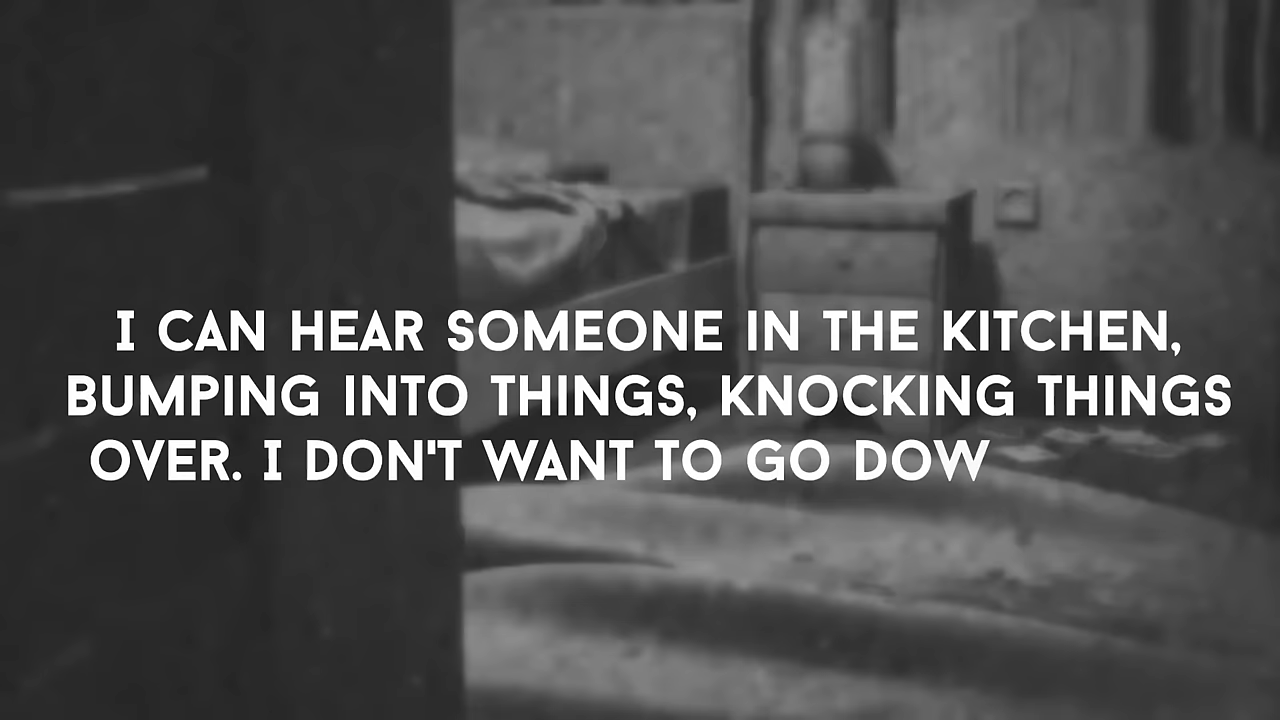 I CAN HEAR SOMEONE IN THE KITCHEN,
BUMPING INTO THINGS, KNOCKING THINGS
OVER. I DON'T WANT TO GO DOW